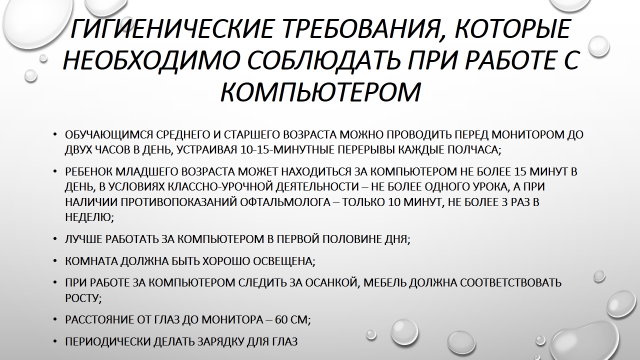 ГИГИЕНИЧЕСКИЕ ТРЕБОВАНИЯ, КОТОРЫЕ
НЕОБХОДИМО СОБЛЮДАТЬ ПРИ РАБОТЕ С
КОМПЬЮТЕРОМ
• ОБУЧАЮЩИМСЯ СРЕДНЕГО И СТАРШЕГО ВОЗРАСТА МОЖНО ПРОВОДИТЬ ПЕРЕД МОНИТОРОМ ДО
ДВУХ ЧАСОВ В ДЕНЬ, УСТРАИВАЯ 10-15-МИНУТНЫЕ ПЕРЕРЫВЫ КАЖДЫЕ ПОЛЧАСА;
• РЕБЕНОК МЛАДШЕГО ВОЗРАСТА МОЖЕТ НАХОДИТЬСЯ ЗА КОМПЬЮТЕРОМ НЕ БОЛЕЕ 15 МИНУТ В
ДЕНЬ, В УСЛОВИЯХ КЛАССНО-УРОЧНОЙ ДЕЯТЕЛЬНОСТИ – НЕ БОЛЕЕ ОДНОГО УРОКА, А ПРИ
НАЛИЧИИ ПРОТИВОПОКАЗАНИЙ ОФТАЛЬМОЛОГА – ТОЛЬКО 10 МИНУТ, НЕ БОЛЕЕ 3 РАЗ В
НЕДЕЛЮ;
• ЛУЧШЕ РАБОТАТЬ ЗА КОМПЬЮТЕРОМ В ПЕРВОЙ ПОЛОВИНЕ ДНЯ;
• КОМНАТА ДОЛЖНА БЫТЬ ХОРОШО ОСВЕЩЕНА;
• ПРИ РАБОТЕ ЗА КОМПЬЮТЕРОМ СЛЕДИТЬ ЗА ОСАНКОЙ, МЕБЕЛЬ ДОЛЖНА СООТВЕТСТВОВАТЬ
РОСТУ;
• РАССТОЯНИЕ ОТ ГЛАЗ ДО МОНИТОРА – 60 СМ;
• ПЕРИОДИЧЕСКИ ДЕЛАТЬ ЗАРЯДКУ ДЛЯ ГЛАЗ